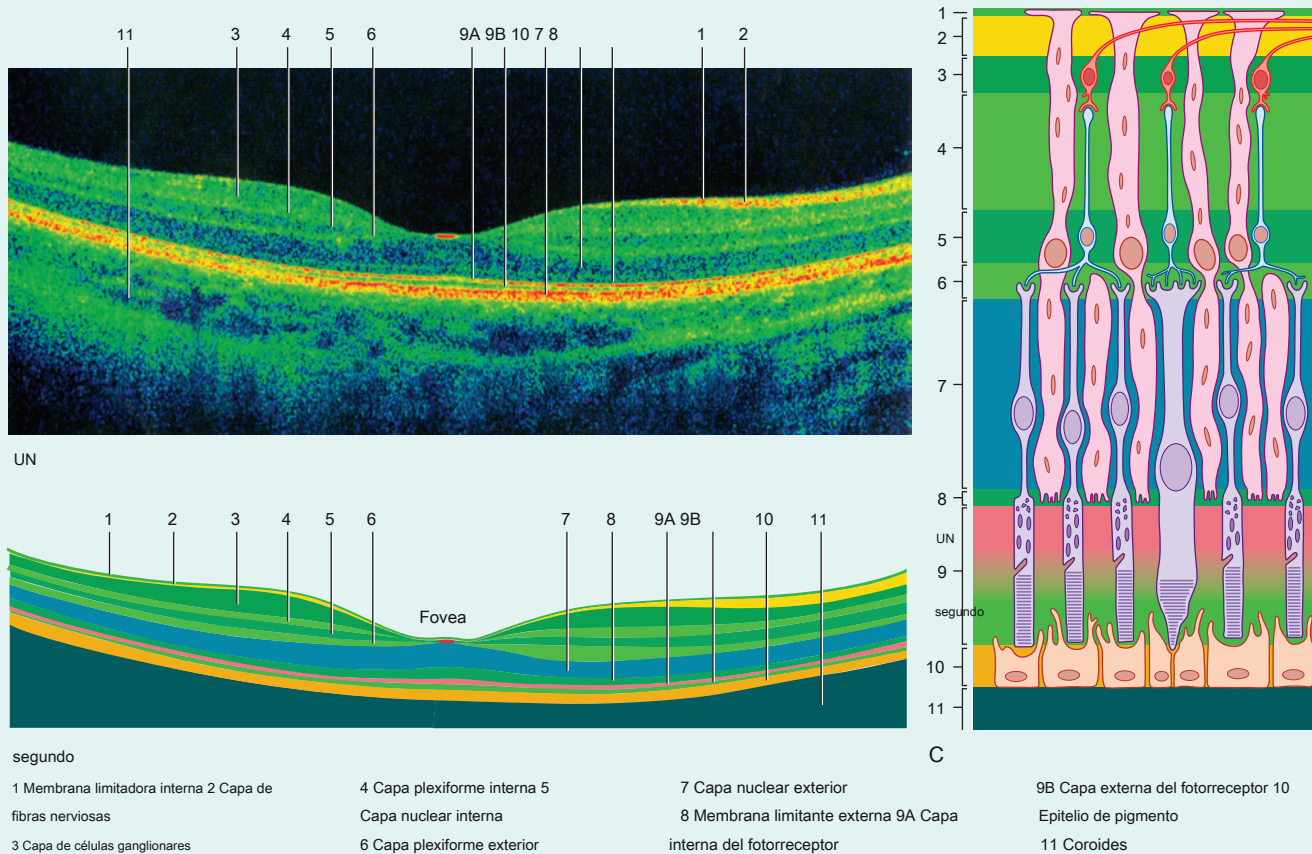 11 3 4 5 6 9A 9B 10 7 8 1 2
UN
1 2 3 4 5 6 7 8 9A 9B 10 11
Fovea
segundo
1
2
3
4
5
6
7
8
UN
9
segundo
10
11
C
1 Membrana limitadora interna 2 Capa de
fibras nerviosas
3 Capa de células ganglionares
4 Capa plexiforme interna 5
Capa nuclear interna
6 Capa plexiforme exterior
7 Capa nuclear exterior
8 Membrana limitante externa 9A Capa
interna del fotorreceptor
9B Capa externa del fotorreceptor 10
Epitelio de pigmento
11 Coroides